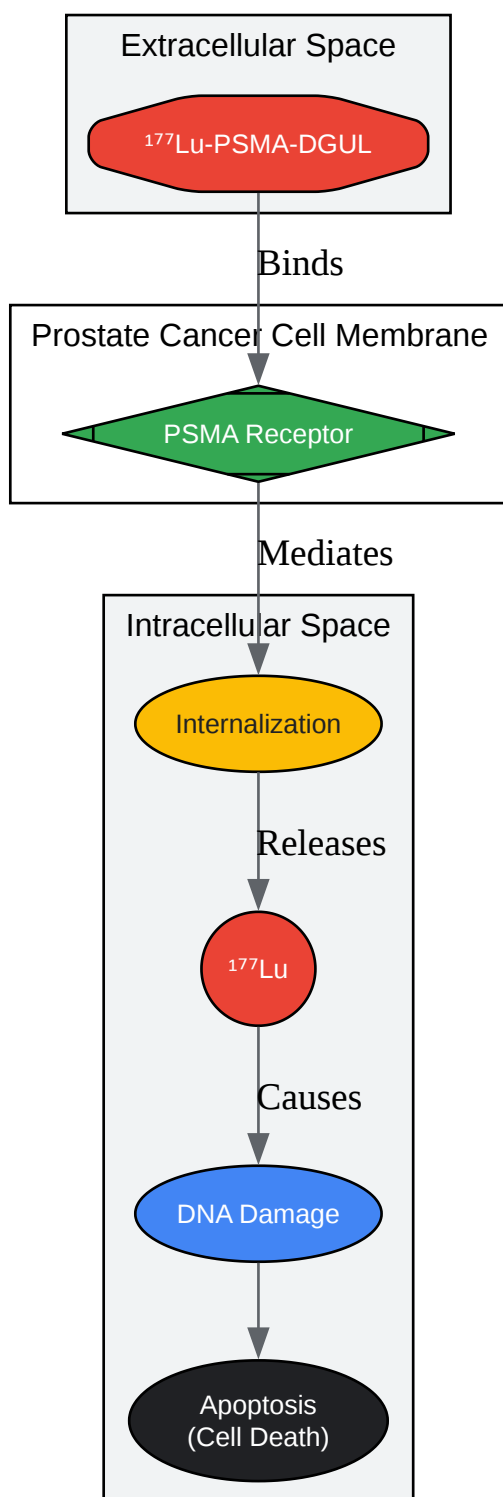 Extracellular Space
¹⁷⁷Lu-PSMA-DGUL
Binds
Prostate Cancer Cell Membrane
PSMA Receptor
Mediates
Intracellular Space
Internalization
Releases
¹⁷⁷Lu
Causes
DNA Damage
Apoptosis
(Cell Death)